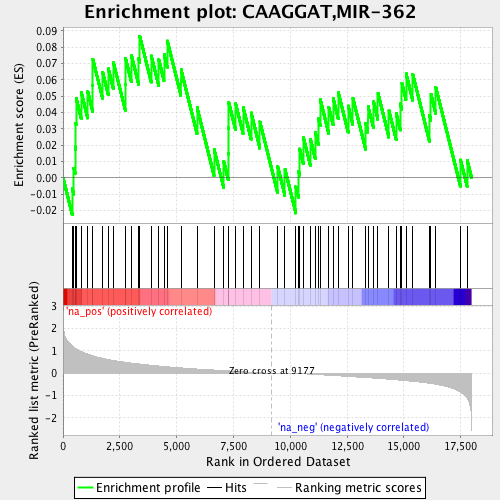 Enrichment plot: CAAGGAT,MIR-362
Enrichment score (ES)
0.09
0.08
0.07
0.06
0.05
0.04
0.03
0.02
0.01
0.00
-0.01
-0.02
'na_pos' (positively correlated)
Ranked list metric (PreRanked)
3
2
1
0
-1
-2
Zero cross at 9177
'na_neg' (negatively correlated)
0
2,500
5,000
7,500
10,000
12,500
15,000
17,500
Rank in Ordered Dataset
Enrichment profile
Hits
Ranking metric scores